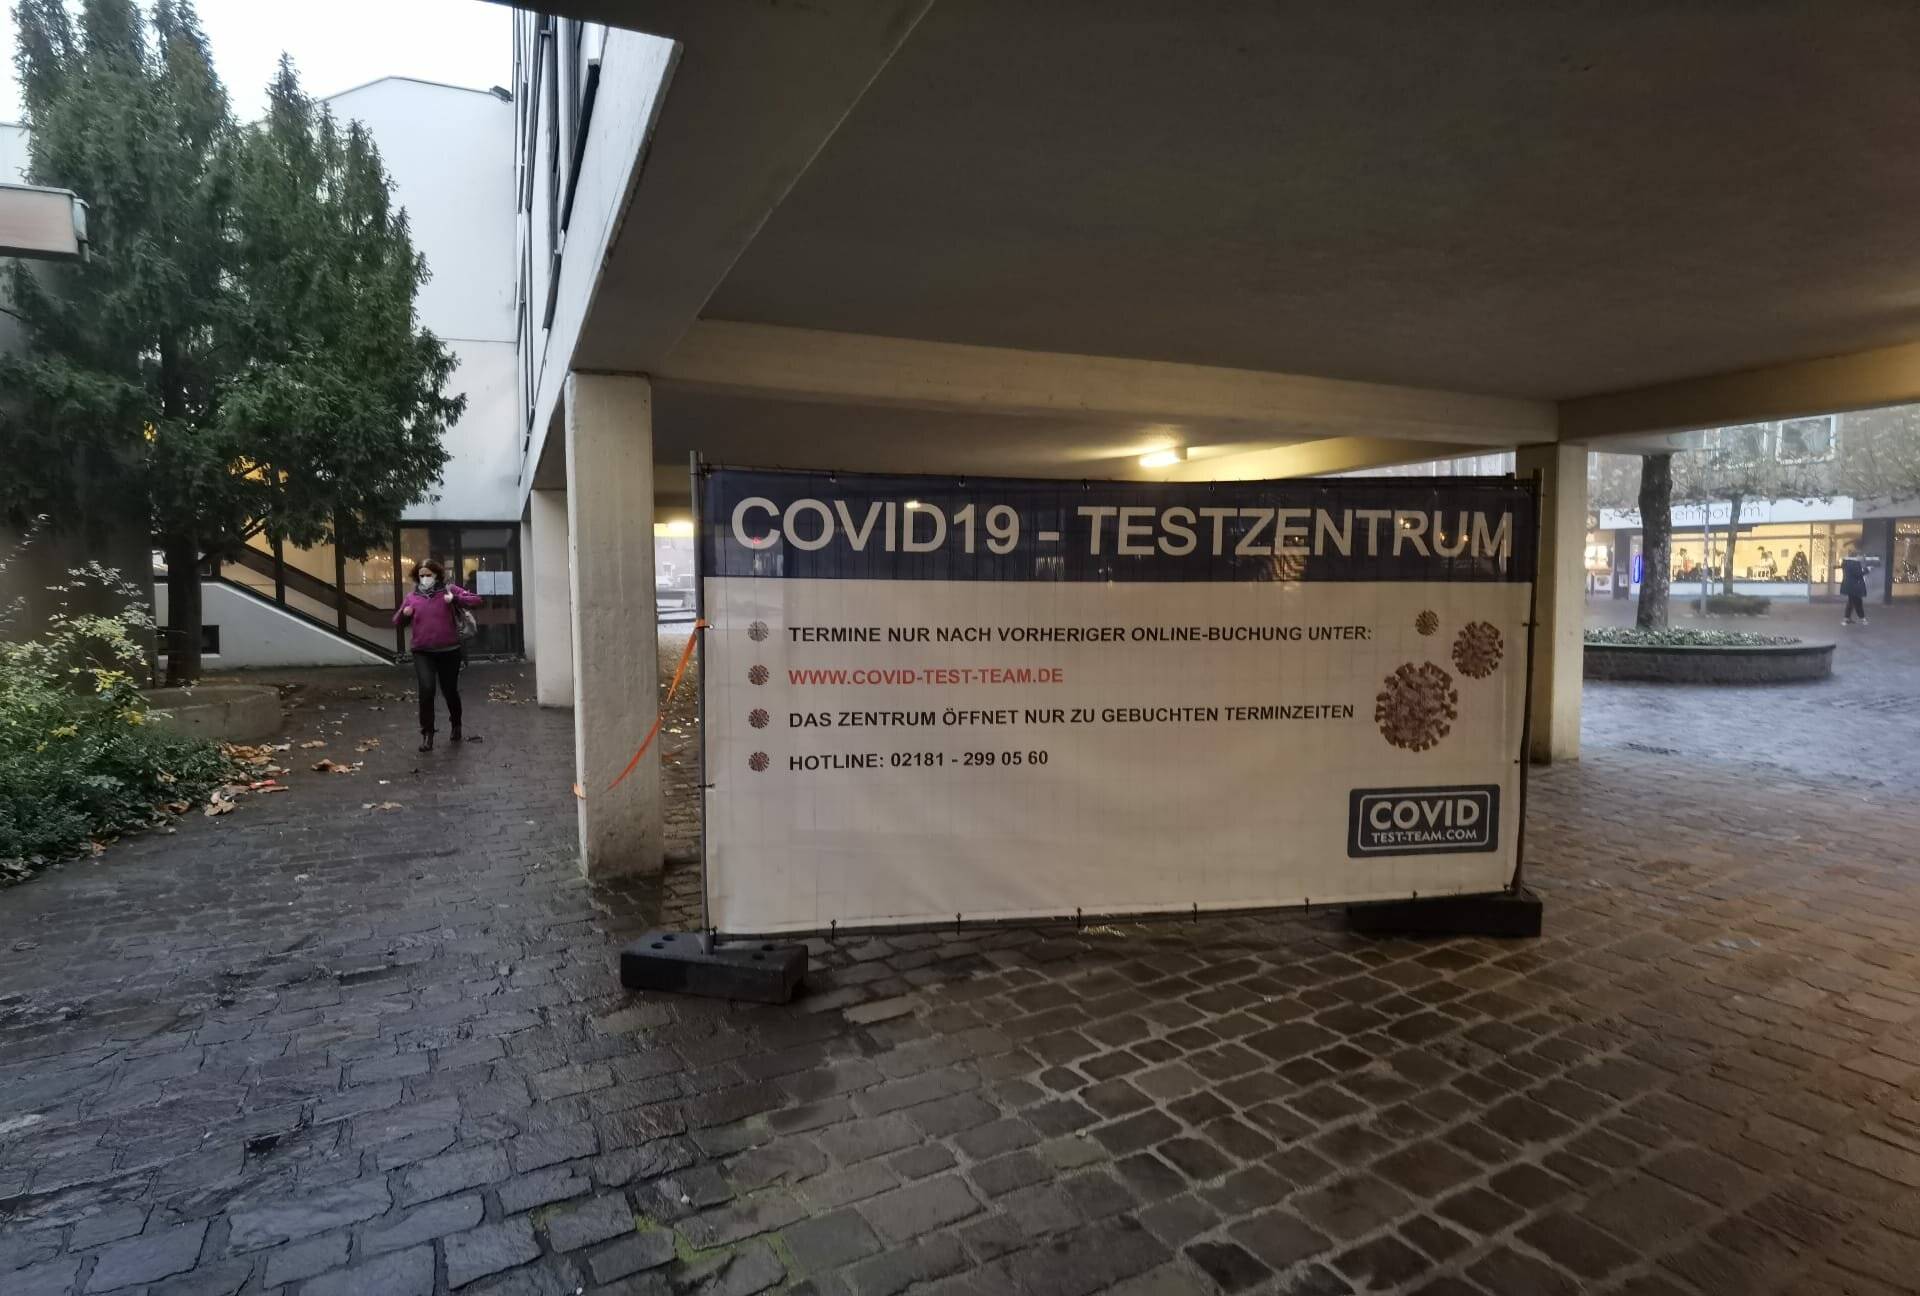 COVID19 - TESTZENTRUM
TERMINE NUR NACH VORHERIGER ONLINE-BUCHUNG UNTER:
WWW.COVID-TEST-TEAM.DE
DAS ZENTRUM ÖFFNET NUR ZU GEBUCHTEN TERMINZEITEN
HOTLINE: 02181 - 299 05 60
COVID
TEST-TEAM.COM